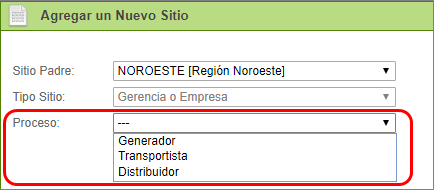 Agregar un Nuevo Sitio
Sitio Padre: NOROESTE [Región Noroeste]
Tipo Sitio: Gerencia o Empresa
Proceso: ---
Generador
Transportista
Distribuidor